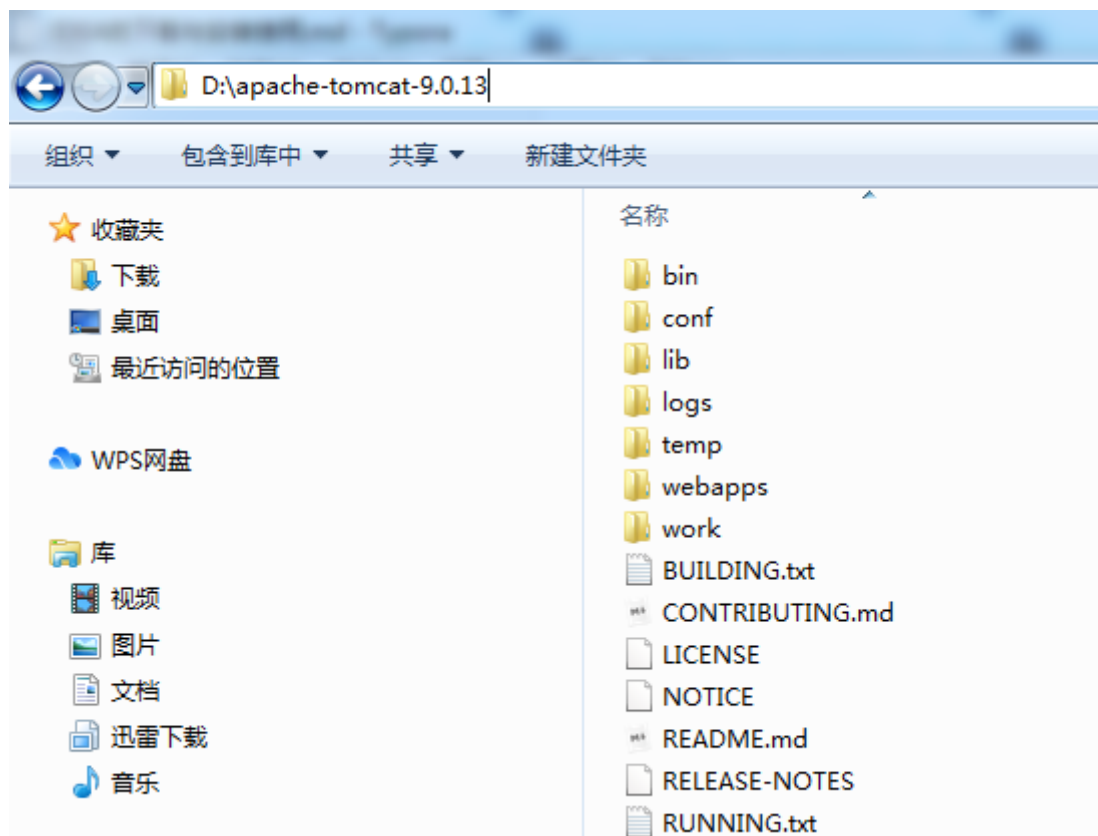 D:\apache-tomcat-9.0.13
组织 包含到库中 共享 新建文件夹
收藏夹
下载
桌面
最近访问的位置
WPS网盘
库
视频
图片
文档
迅雷下载
音乐
名称
bin
conf
lib
logs
temp
webapps
work
BUILDING.txt
CONTRIBUTING.md
LICENSE
NOTICE
README.md
RELEASE-NOTES
RUNNING.txt